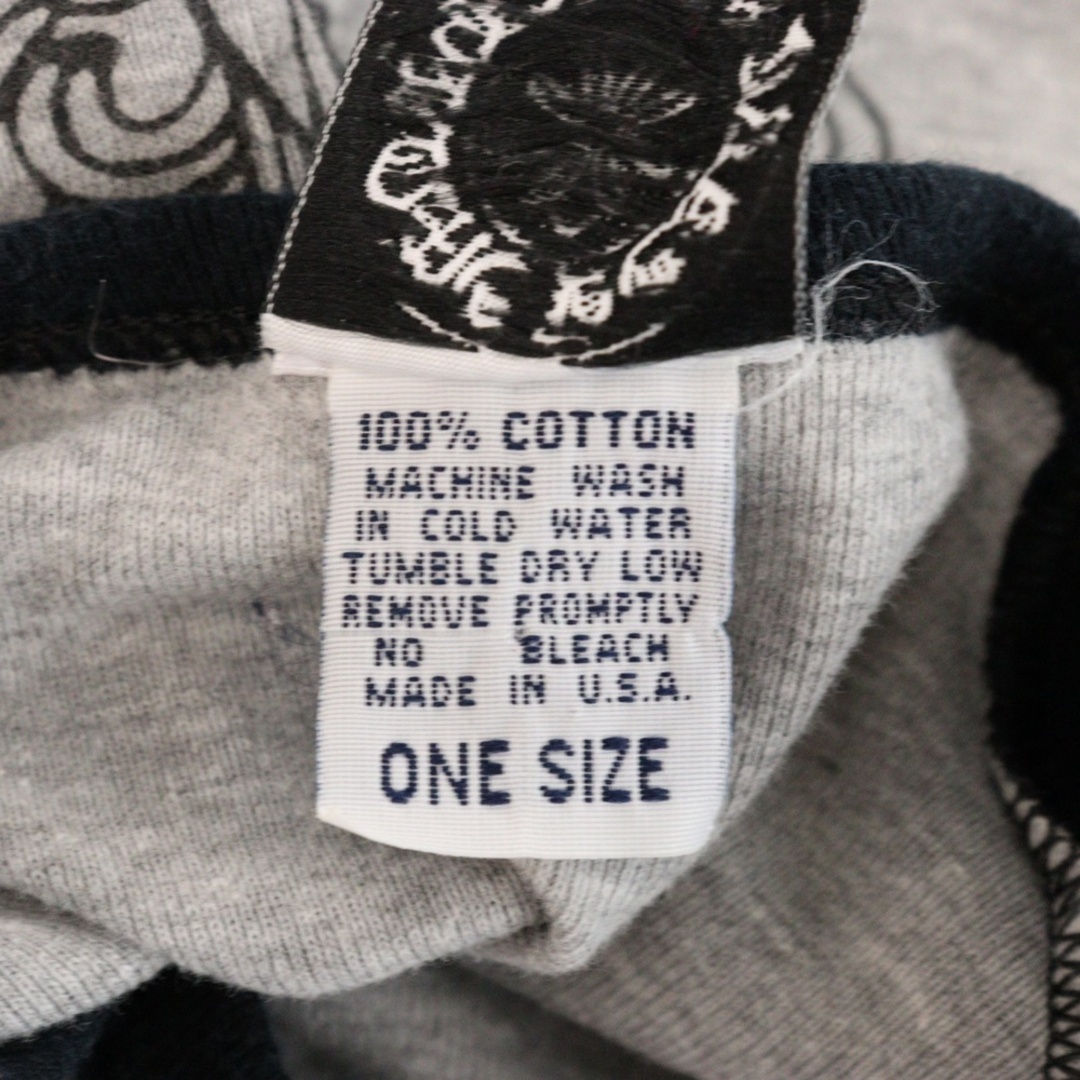 100% COTTON
MACHINE WASH
IN COLD WATER
TUMBLE DRY LOW
REMOVE PROMPTLY
NO BLEACH
MADE IN U.S.A.
ONE SIZE